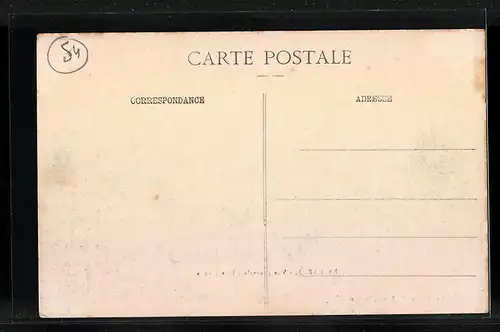 54
CARTE POSTALE
CORRESPONDANCE
ADRESSE